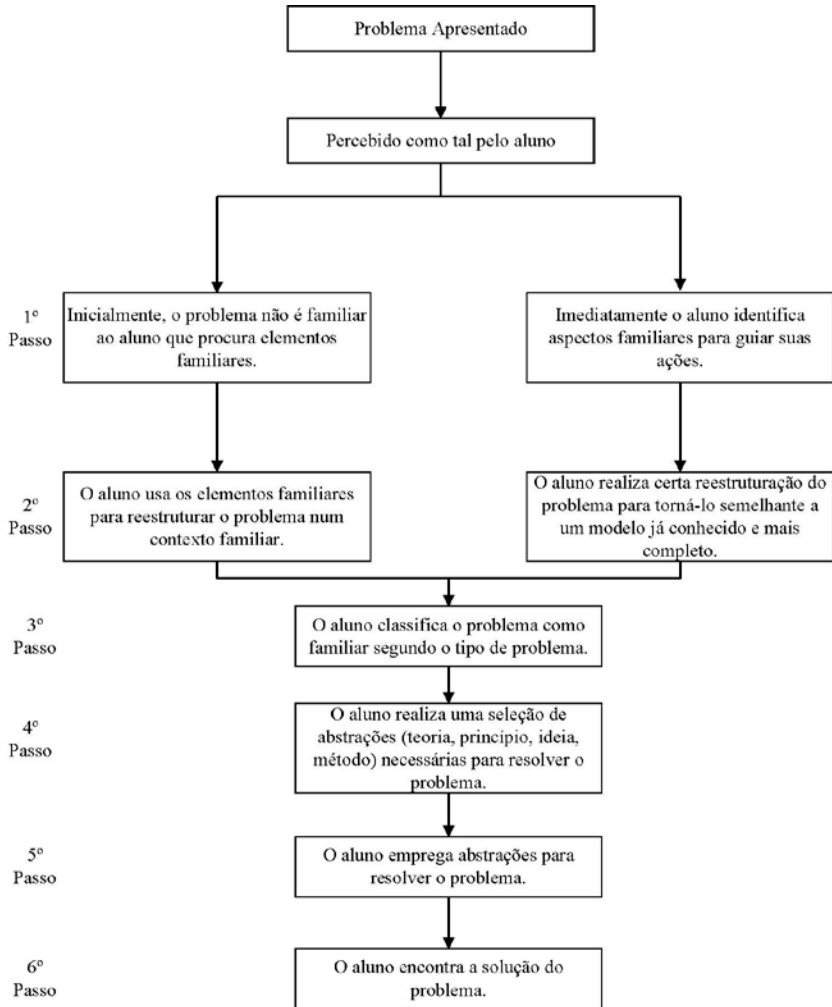 Problema Apresentado
Percebido como tal pelo aluno
1º
Passo
Inicialmente, o problema não é familiar
ao aluno que procura elementos
familiares.
Imediatamente o aluno identifica
aspectos familiares para guiar suas
ações.
2º
Passo
O aluno usa os elementos familiares
para reestruturar o problema num
contexto familiar.
O aluno realiza certa reestruturação do
problema para torná-lo semelhante a
um modelo já conhecido e mais
completo.
3º
Passo
O aluno classifica o problema como
familiar segundo o tipo de problema.
4º
Passo
O aluno realiza uma seleção de
abstrações (teoria, princípio, ideia,
método) necessárias para resolver o
problema.
5º
Passo
O aluno emprega abstrações para
resolver o problema.
6º
Passo
O aluno encontra a solução do
problema.